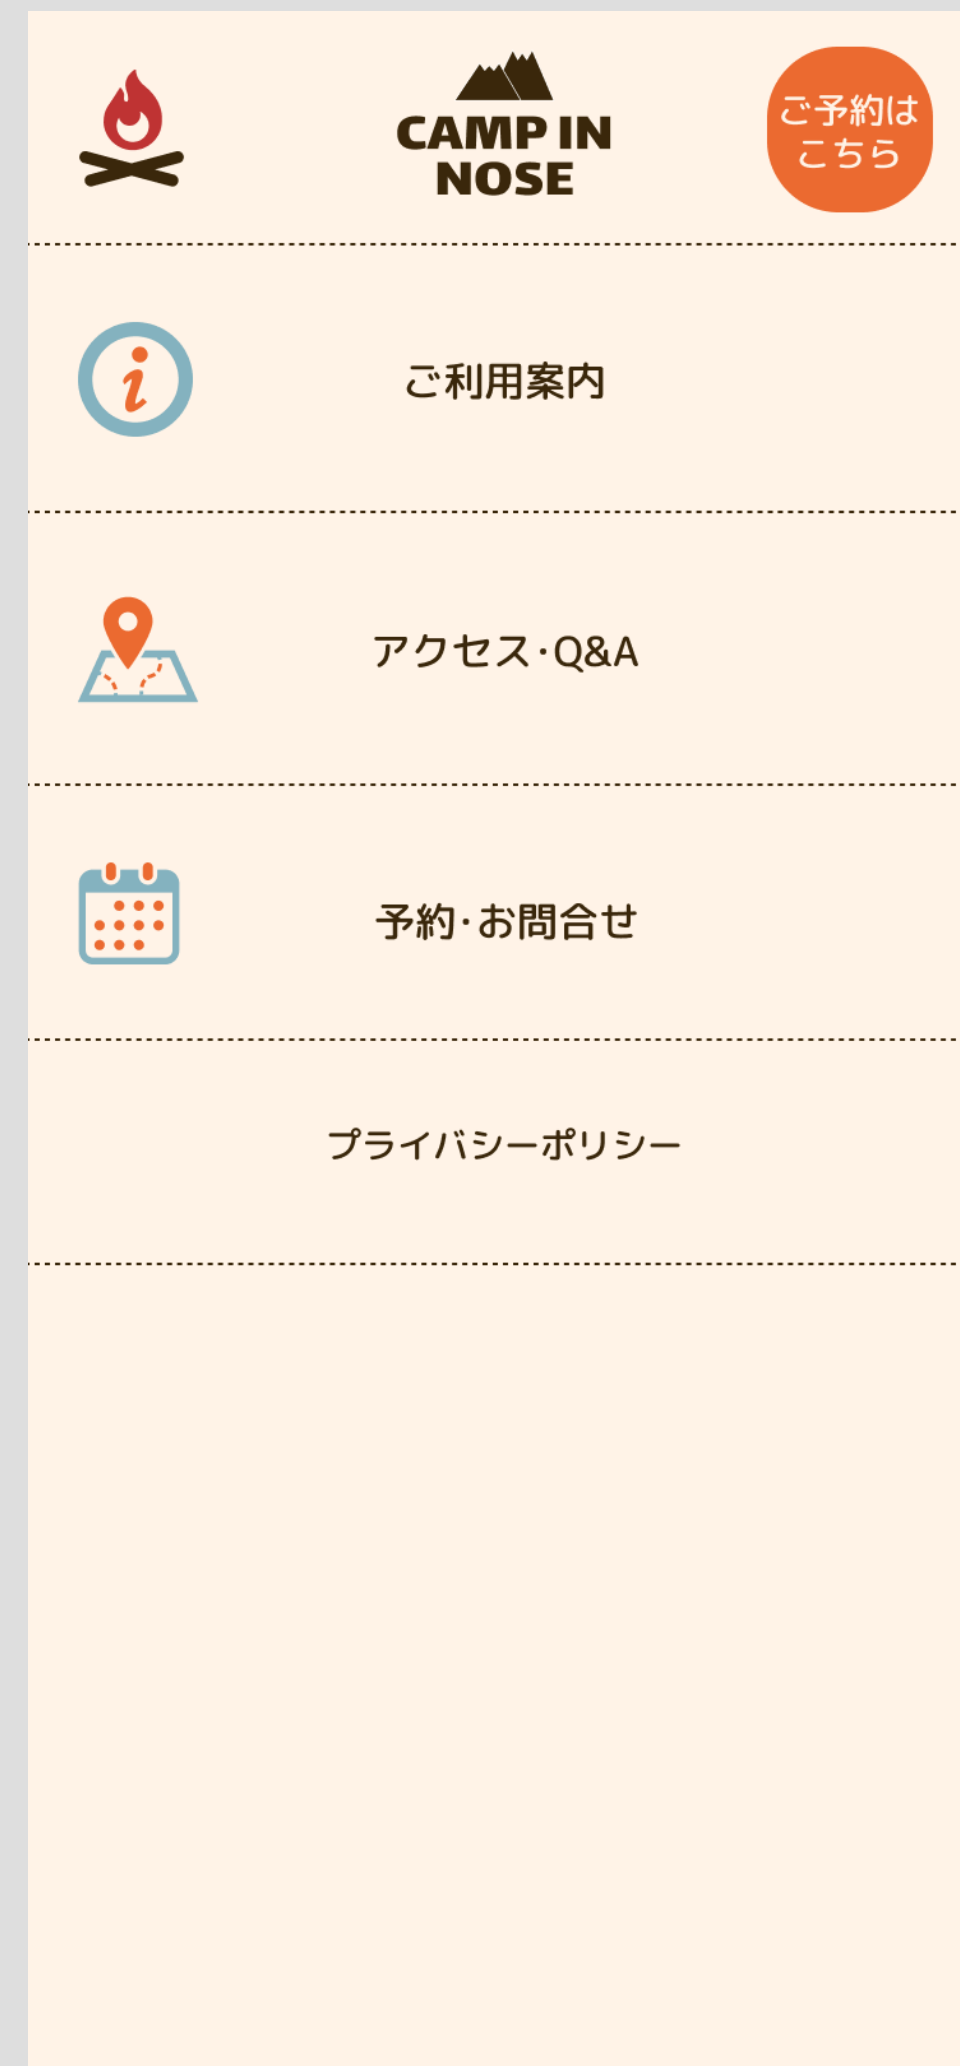 CAMP IN
NOSE
ご予約は
こちら
ご利用案内
アクセス･Q&A
予約･お問合せ
プライバシーポリシー